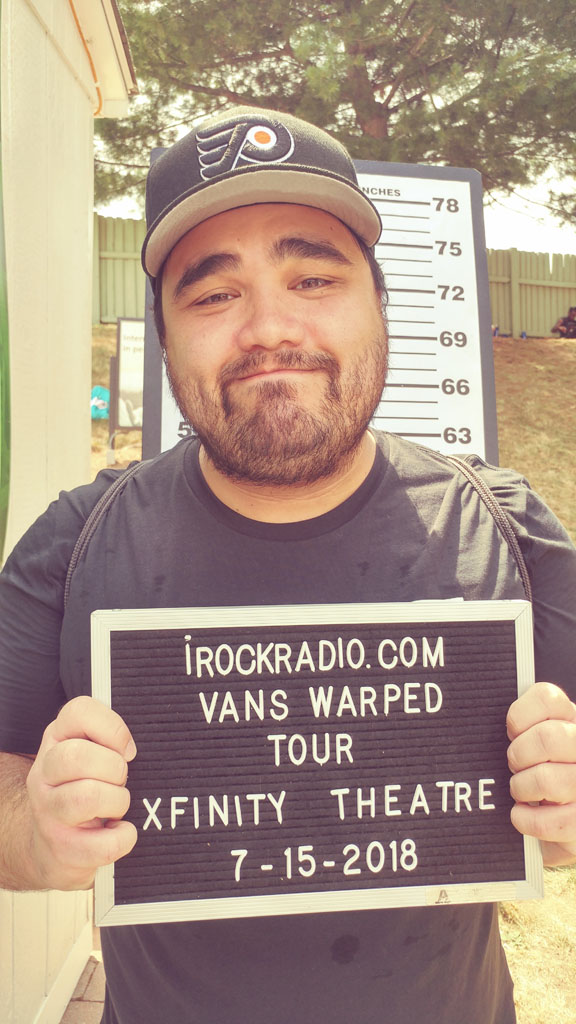 NCHES
78
75
72
69
66
63
iROCKRADIO.COM
VANS WARPED
TOUR
XFINITY THEATRE
7-15-2018